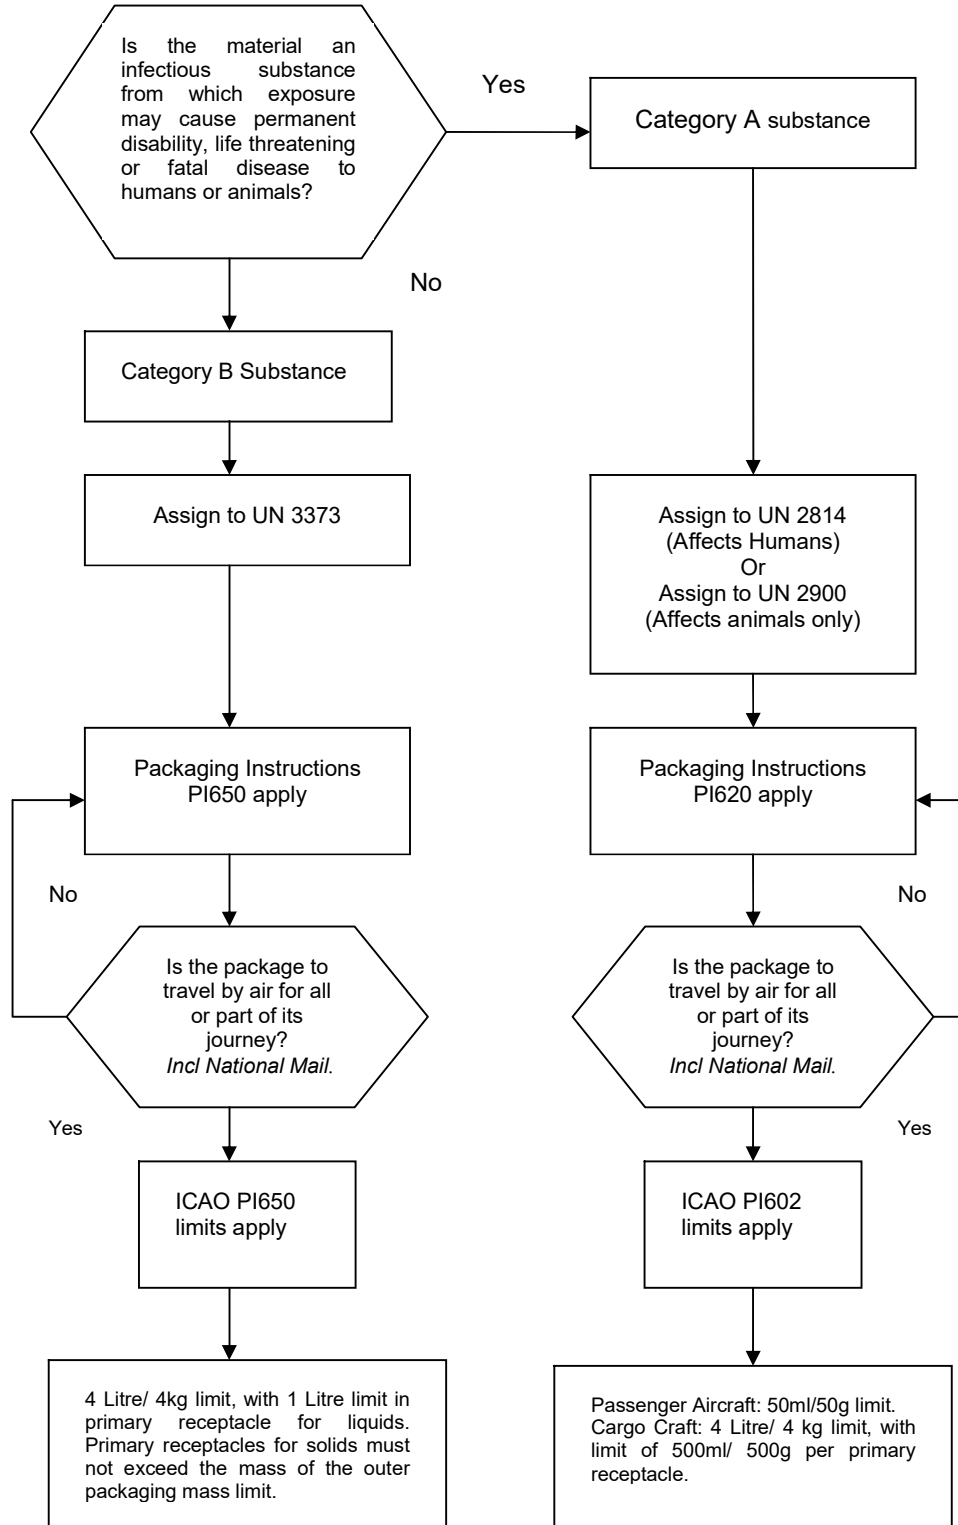 Is the material an
infectious substance
from which exposure
may cause permanent
disability, life threatening
or fatal disease to
humans or animals?
Yes
Category A substance
No
Category B Substance
Assign to UN 3373
Assign to UN 2814
(Affects Humans)
Or
Assign to UN 2900
(Affects animals only)
Packaging Instructions
PI650 apply
Packaging Instructions
PI620 apply
No
No
Is the package to
travel by air for all
or part of its
journey?
Incl National Mail.
Is the package to
travel by air for all
or part of its
journey?
Incl National Mail.
Yes
Yes
ICAO PI650
limits apply
ICAO PI602
limits apply
4 Litre/ 4kg limit, with 1 Litre limit in
primary receptacle for liquids.
Primary receptacles for solids must
not exceed the mass of the outer
packaging mass limit.
Passenger Aircraft: 50ml/50g limit.
Cargo Craft: 4 Litre/ 4 kg limit, with
limit of 500ml/ 500g per primary
receptacle.